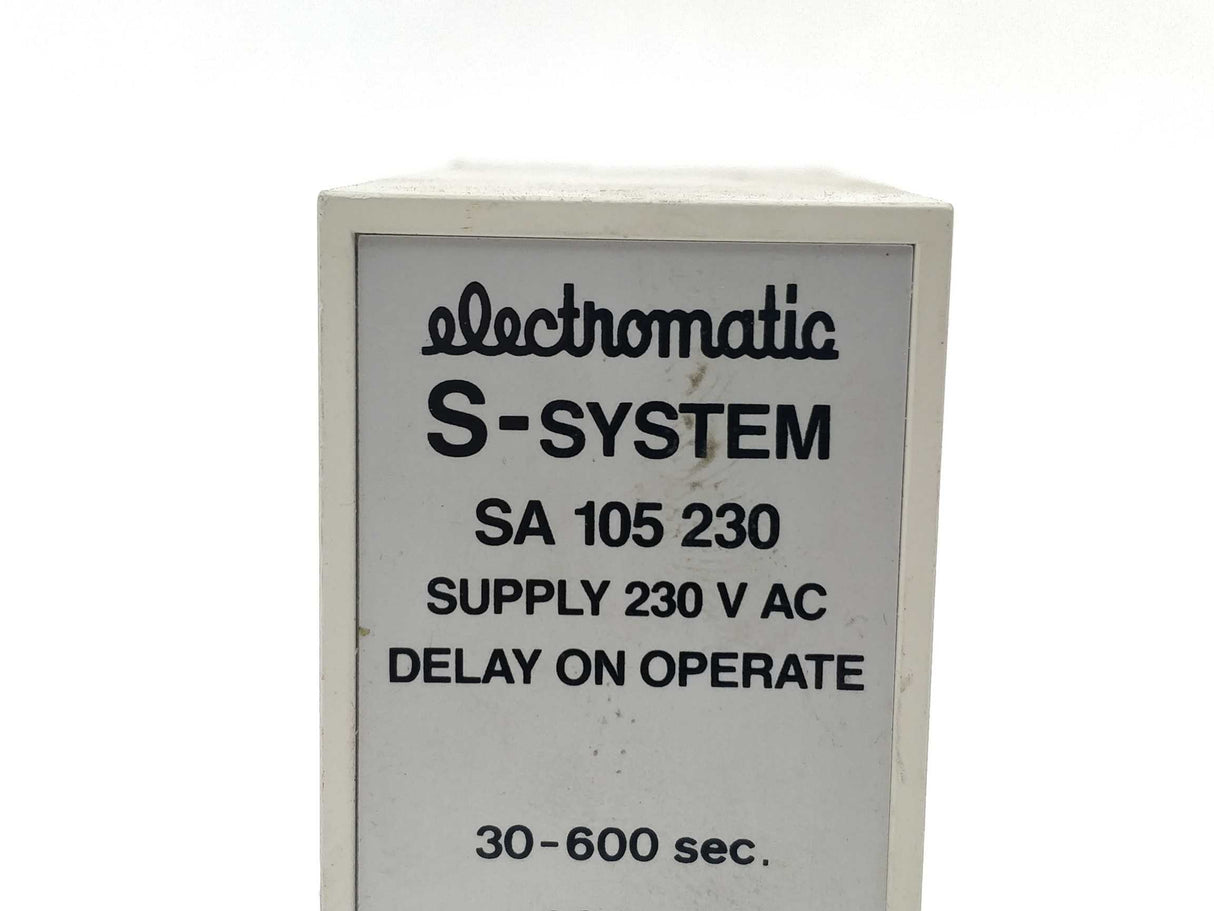 electromatic
S-SYSTEM
SA 105 230
SUPPLY 230 V AC
DELAY ON OPERATE
30-600 sec.